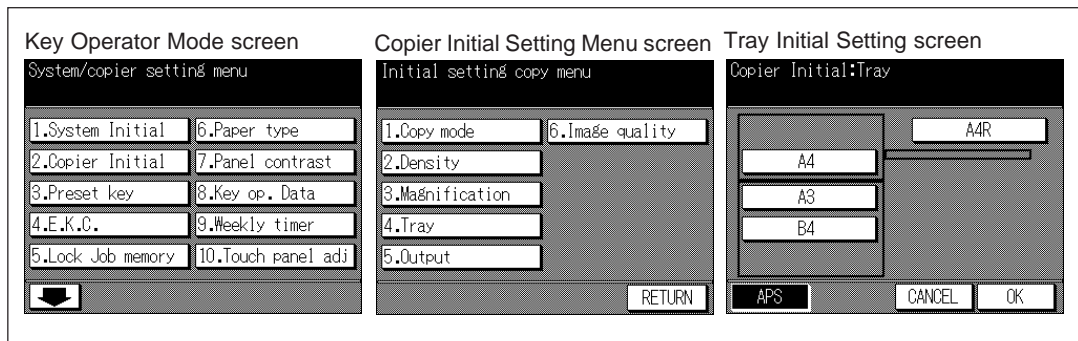 Key Operator Mode screen
System/copier setting menu
1.System Initial
6.Paper type
2.Copier Initial
7.Panel contrast
3.Preset key
8.Key op. Data
4.E.K.C.
9.Weekly timer
5.Lock Job memory
10.Touch panel adj
Copier Initial Setting Menu screen
Initial setting copy menu
1.Copy mode
6.Image quality
2.Density
3.Magnification
4.Tray
5.Output
RETURN
Tray Initial Setting screen
Copier Initial:Tray
A4R
A4
A3
B4
APS
CANCEL
OK